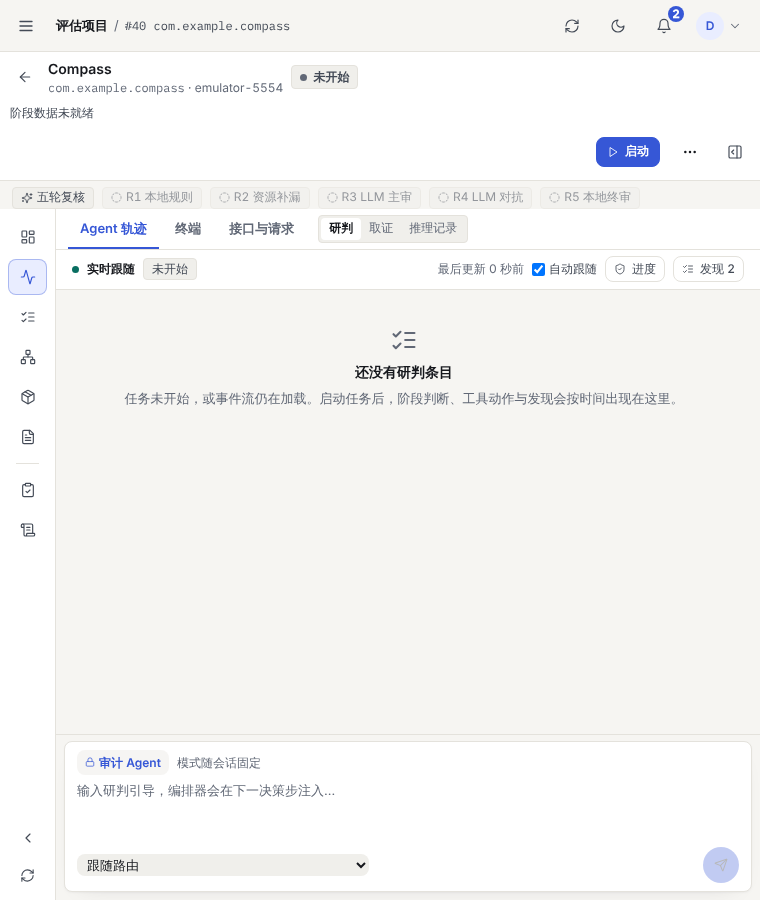 评估项目 / #40 com.example.compass
2
D
Compass
com.example.compass · emulator-5554
未开始
阶段数据未就绪
启动
五轮复核
R1 本地规则
R2 资源补漏
R3 LLM 主审
R4 LLM 对抗
R5 本地终审
Agent 轨迹
终端
接口与请求
研判
取证
推理记录
实时跟随
未开始
最后更新 0 秒前
自动跟随
进度
发现 2
还没有研判条目
任务未开始，或事件流仍在加载。启动任务后，阶段判断、工具动作与发现会按时间出现在这里。
审计 Agent
模式随会话固定
输入研判引导，编排器会在下一决策步注入...
跟随路由